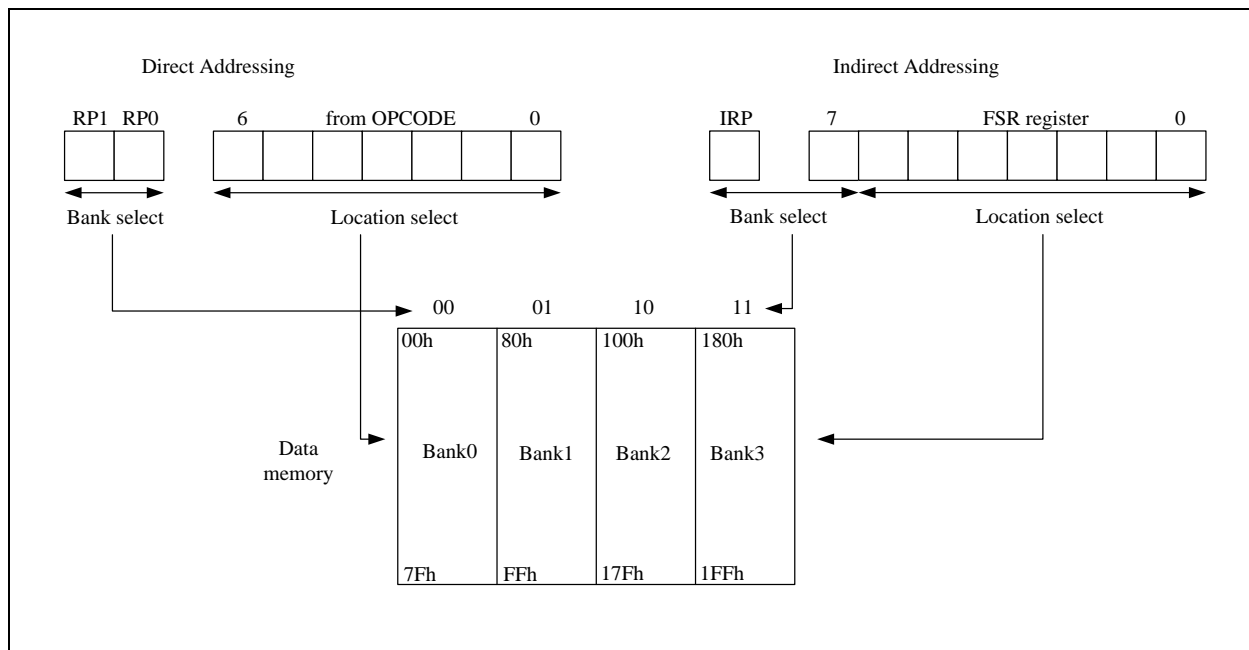 Direct Addressing Indirect Addressing
RP1 RP0 6 from OPCODE 0 IRP 7 FSR register 0
Bank select Location select Bank select Location select
00 01 10 11
00h 80h 100h 180h
Data memory
Bank0 Bank1 Bank2 Bank3
7Fh FFh 17Fh 1FFh